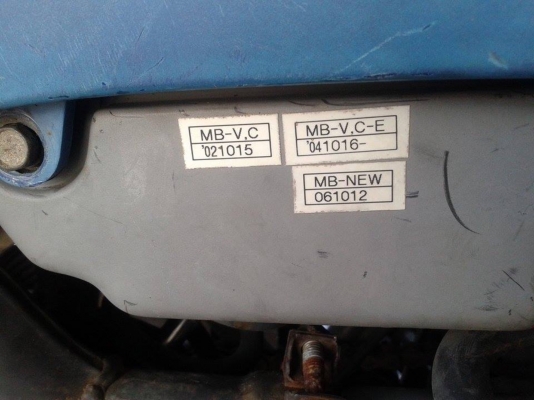 MB-V,C
'021015
MB-V,C-E
'041016-
MB-NEW
061012